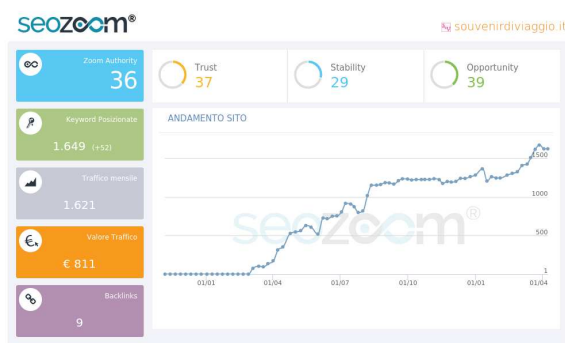 seozoom®
souvenirdiviaggio.it
Zoom Authority
36
Trust
37
Stability
29
Opportunity
39
Keyword Posizionate
1.649 (+52)
Traffico mensile
1.621
Valore Traffico
€ 811
Backlinks
9
ANDAMENTO SITO
seozoom®
1500
1000
500
1
01/01 01/04 01/07 01/10 01/01 01/04